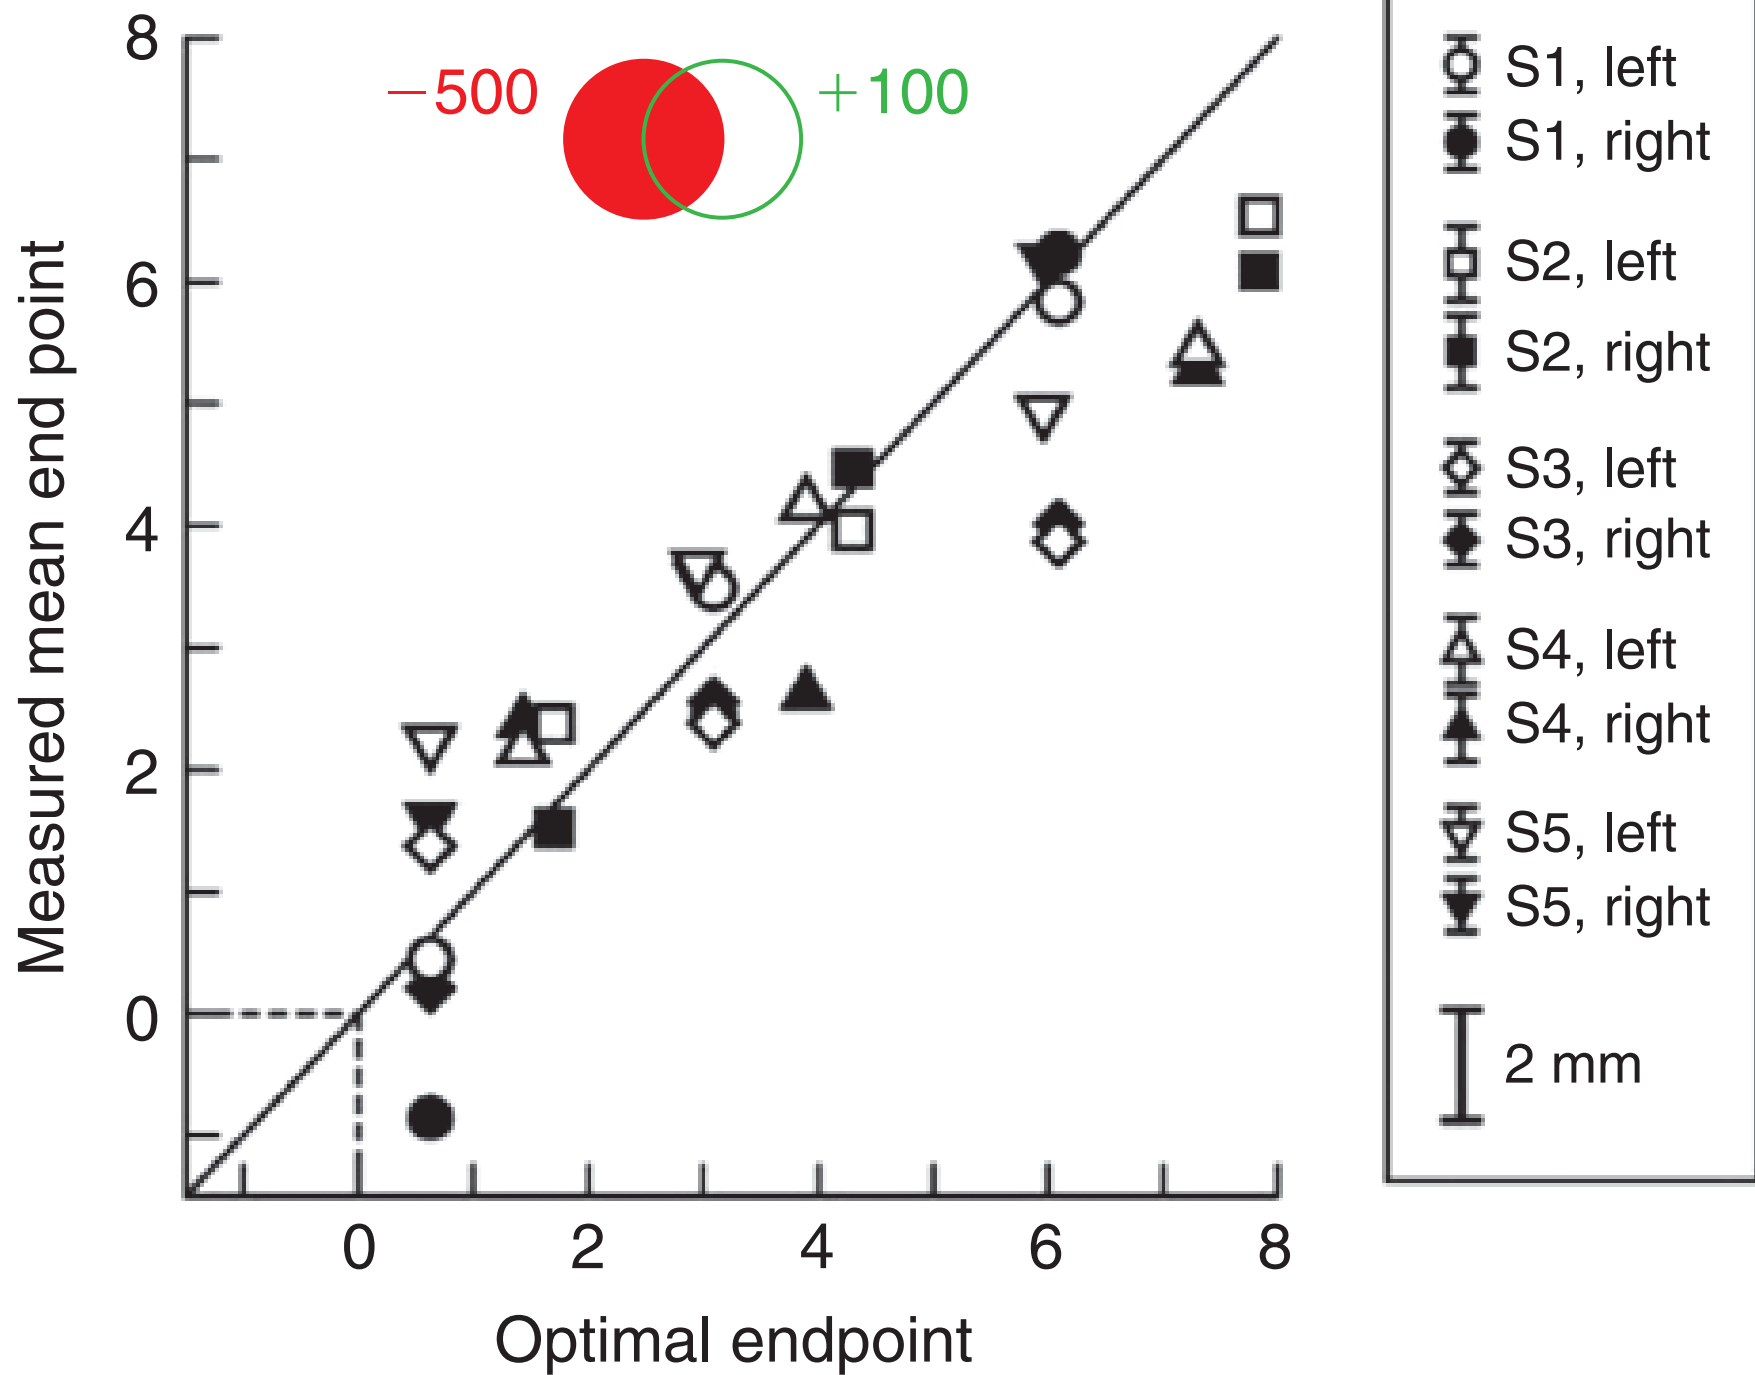 8
6
4
2
0
Measured mean end point
−500
+100
0 2 4 6 8
Optimal endpoint
S1, left
S1, right
S2, left
S2, right
S3, left
S3, right
S4, left
S4, right
S5, left
S5, right
2 mm